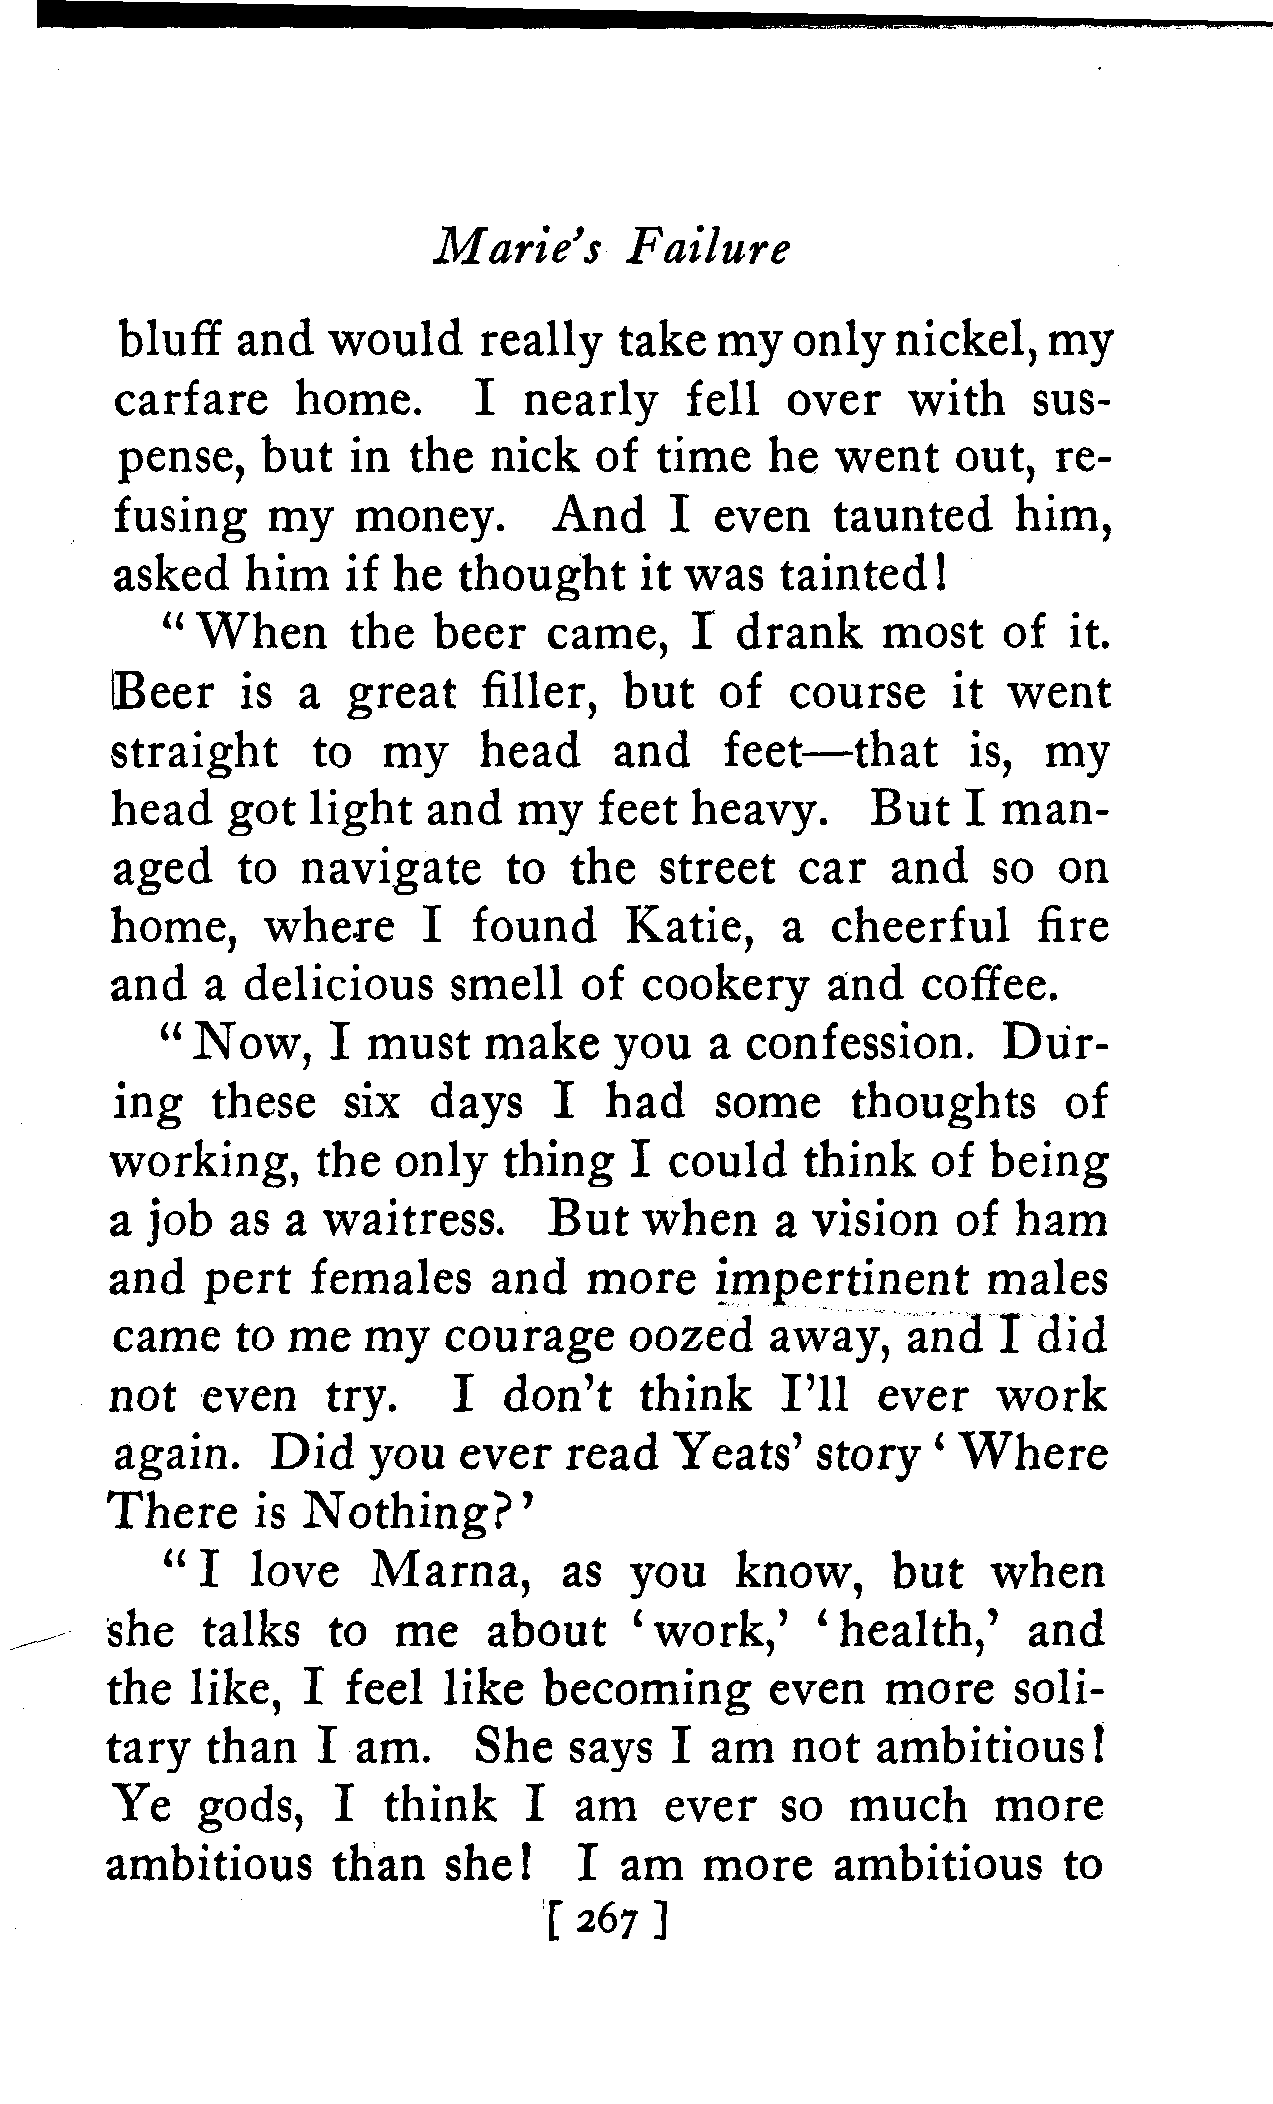 Marie's Failure
bluff and would really take my only nickel, my
carfare home. I nearly fell over with sus-
pense, but in the nick of time he went out, re-
fusing my money. And I even taunted him,
asked him if he thought it was tainted!
"When the beer came, I drank most of it.
Beer is a great filler, but of course it went
straight to my head and feet—that is, my
head got light and my feet heavy. But I man-
aged to navigate to the street car and so on
home, where I found Katie, a cheerful fire
and a delicious smell of cookery and coffee.
"Now, I must make you a confession. Dur-
ing these six days I had some thoughts of
working, the only thing I could think of being
a job as a waitress. But when a vision of ham
and pert females and more impertinent males
came to me my courage oozed away, and I did
not even try. I don't think I'll ever work
again. Did you ever read Yeats' story 'Where
There is Nothing?'
"I love Marna, as you know, but when
she talks to me about 'work,' 'health,' and
the like, I feel like becoming even more soli-
tary than I am. She says I am not ambitious!
Ye gods, I think I am ever so much more
ambitious than she! I am more ambitious to
[ 267 ]